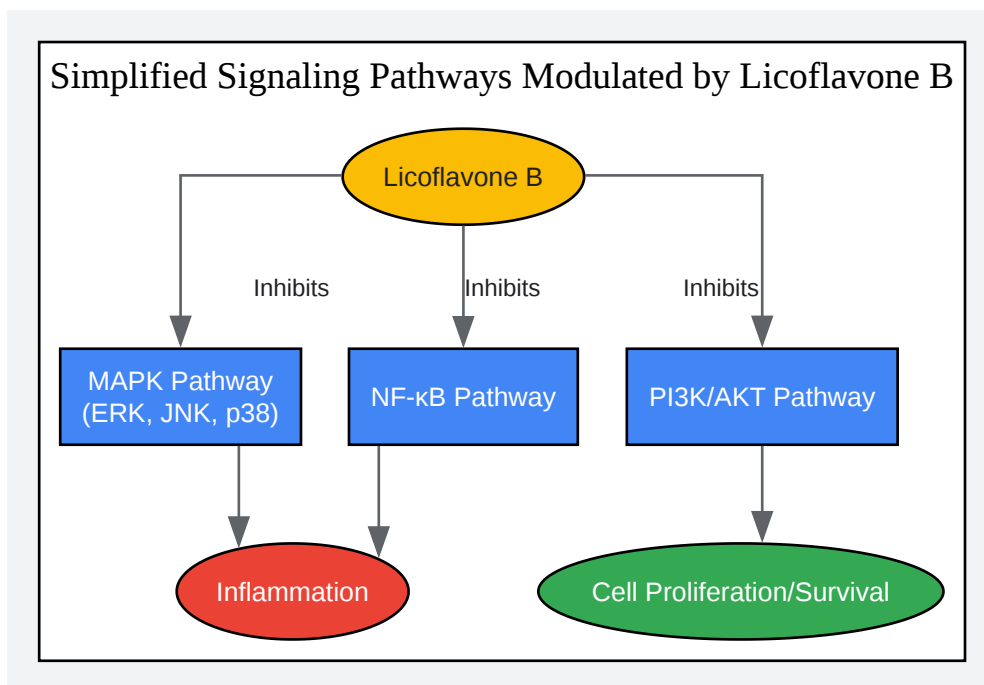 Simplified Signaling Pathways Modulated by Licoflavone B
Licoflavone B
Inhibits
Inhibits
Inhibits
MAPK Pathway
(ERK, JNK, p38)
NF-κB Pathway
PI3K/AKT Pathway
Inflammation
Cell Proliferation/Survival